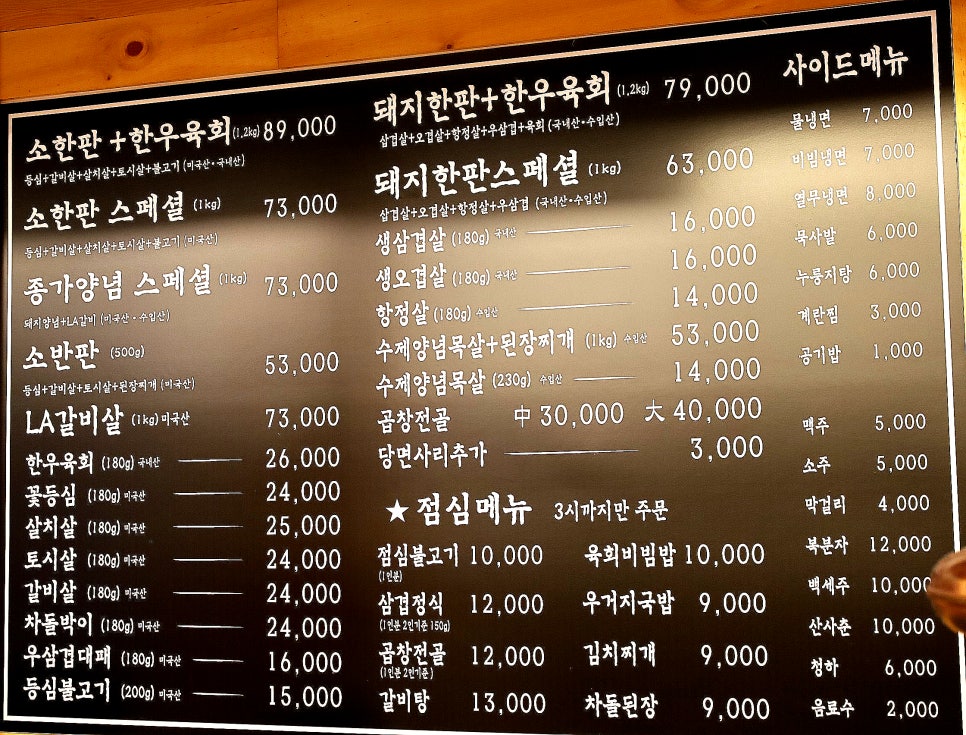 소한판 +한우육회(1.2kg) 89,000
등심+갈비살+살치살+토시살+불고기 (미국산·국내산)
소한판 스페셜 (1kg) 73,000
등심+갈비살+살치살+토시살+불고기 (미국산)
종가양념 스페셜 (1kg) 73,000
돼지양념+LA갈비 (미국산·수입산)
소반판 (500g) 53,000
등심+갈비살+토시살+된장찌개 (미국산)
LA갈비살 (1kg) 미국산 73,000
한우육회 (180g) 국내산 26,000
꽃등심 (180g) 미국산 24,000
살치살 (180g) 미국산 25,000
토시살 (180g) 미국산 24,000
갈비살 (180g) 미국산 24,000
차돌박이 (180g) 미국산 24,000
우삼겹대패 (180g) 미국산 16,000
등심불고기 (200g) 미국산 15,000
돼지한판+한우육회 (1.2kg) 79,000
삼겹살+오겹살+항정살+우삼겹+육회 (국내산·수입산)
돼지한판스페셜 (1kg) 63,000
삼겹살+오겹살+항정살+우삼겹 (국내산·수입산)
생삼겹살 (180g) 국내산 16,000
생오겹살 (180g) 국내산 16,000
항정살 (180g) 수입산 14,000
수제양념목살+된장찌개 (1kg) 수입산 53,000
수제양념목살 (230g) 수입산 14,000
곱창전골 中 30,000 大 40,000
당면사리추가 3,000
★ 점심메뉴 3시까지만 주문
점심불고기 10,000 육회비빔밥 10,000
(1인분)
삼겹정식 12,000 우거지국밥 9,000
(1인분 2인기준 150g)
곱창전골 12,000 김치찌개 9,000
(1인분 2인기준)
갈비탕 13,000 차돌된장 9,000
사이드메뉴
물냉면 7,000
비빔냉면 7,000
열무냉면 8,000
묵사발 6,000
누룽지탕 6,000
계란찜 3,000
공기밥 1,000
맥주 5,000
소주 5,000
막걸리 4,000
복분자 12,000
백세주 10,000
산사춘 10,000
청하 6,000
음료수 2,000